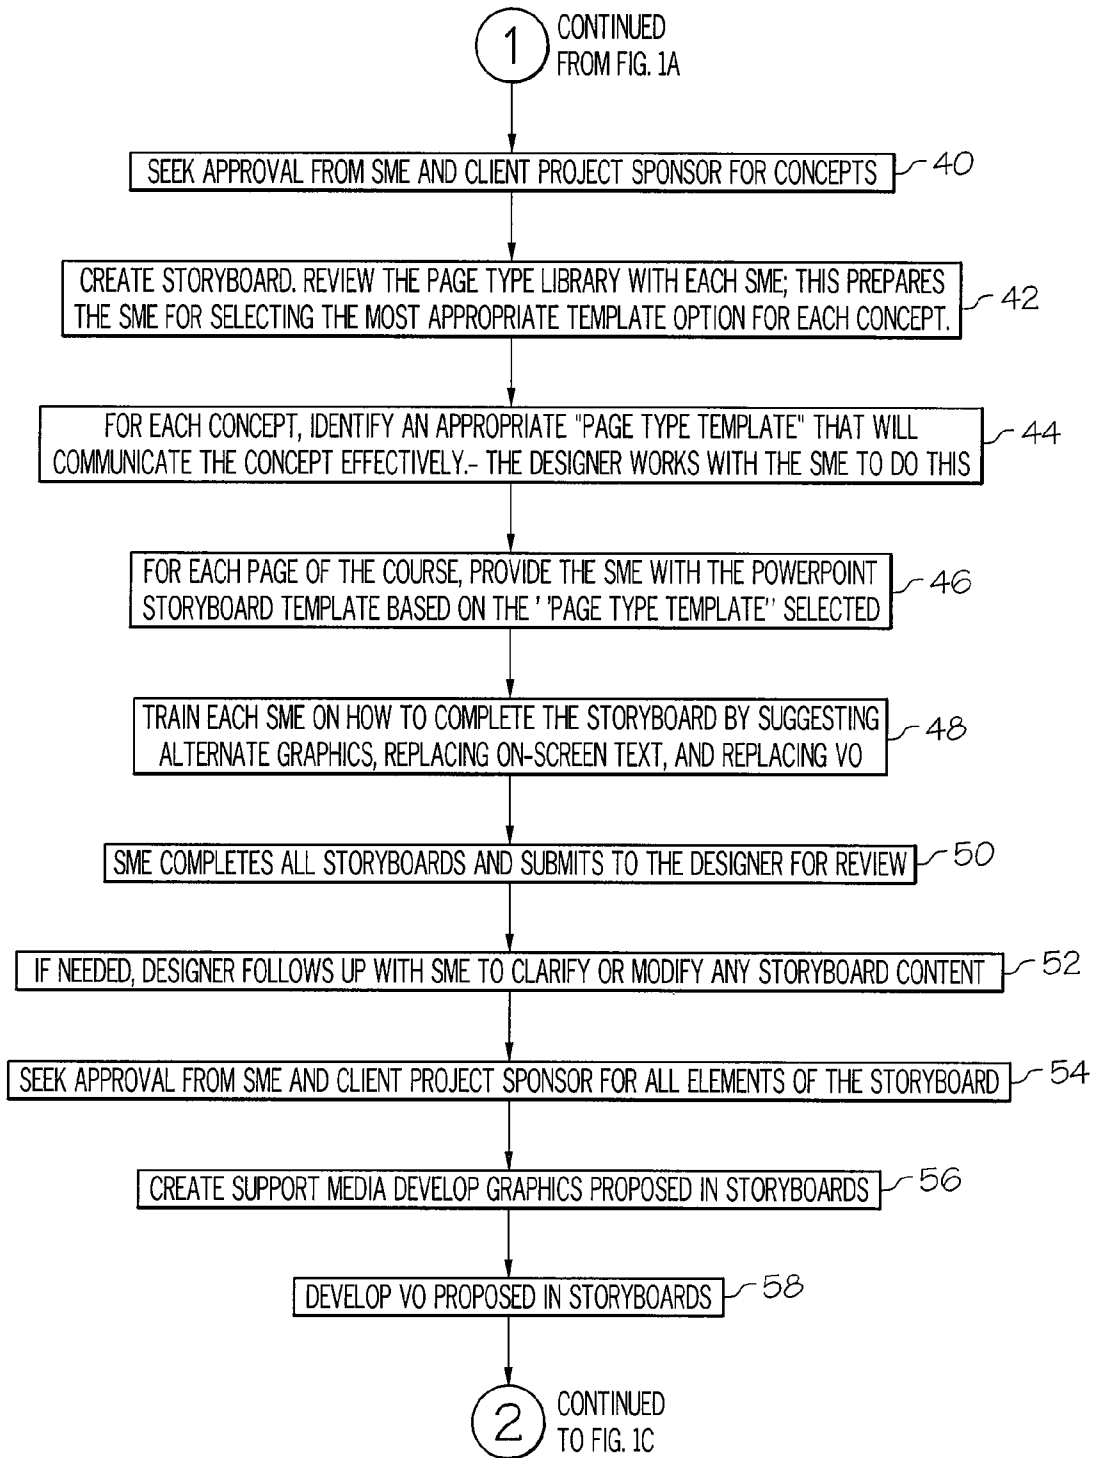 1
CONTINUED
FROM FIG. 1A
SEEK APPROVAL FROM SME AND CLIENT PROJECT SPONSOR FOR CONCEPTS
40
CREATE STORYBOARD. REVIEW THE PAGE TYPE LIBRARY WITH EACH SME; THIS PREPARES
THE SME FOR SELECTING THE MOST APPROPRIATE TEMPLATE OPTION FOR EACH CONCEPT.
42
FOR EACH CONCEPT, IDENTIFY AN APPROPRIATE "PAGE TYPE TEMPLATE" THAT WILL
COMMUNICATE THE CONCEPT EFFECTIVELY.- THE DESIGNER WORKS WITH THE SME TO DO THIS
44
FOR EACH PAGE OF THE COURSE, PROVIDE THE SME WITH THE POWERPOINT
STORYBOARD TEMPLATE BASED ON THE ''PAGE TYPE TEMPLATE'' SELECTED
46
TRAIN EACH SME ON HOW TO COMPLETE THE STORYBOARD BY SUGGESTING
ALTERNATE GRAPHICS, REPLACING ON-SCREEN TEXT, AND REPLACING VO
48
SME COMPLETES ALL STORYBOARDS AND SUBMITS TO THE DESIGNER FOR REVIEW
50
IF NEEDED, DESIGNER FOLLOWS UP WITH SME TO CLARIFY OR MODIFY ANY STORYBOARD CONTENT
52
SEEK APPROVAL FROM SME AND CLIENT PROJECT SPONSOR FOR ALL ELEMENTS OF THE STORYBOARD
54
CREATE SUPPORT MEDIA DEVELOP GRAPHICS PROPOSED IN STORYBOARDS
56
DEVELOP VO PROPOSED IN STORYBOARDS
58
2
CONTINUED
TO FIG. 1C